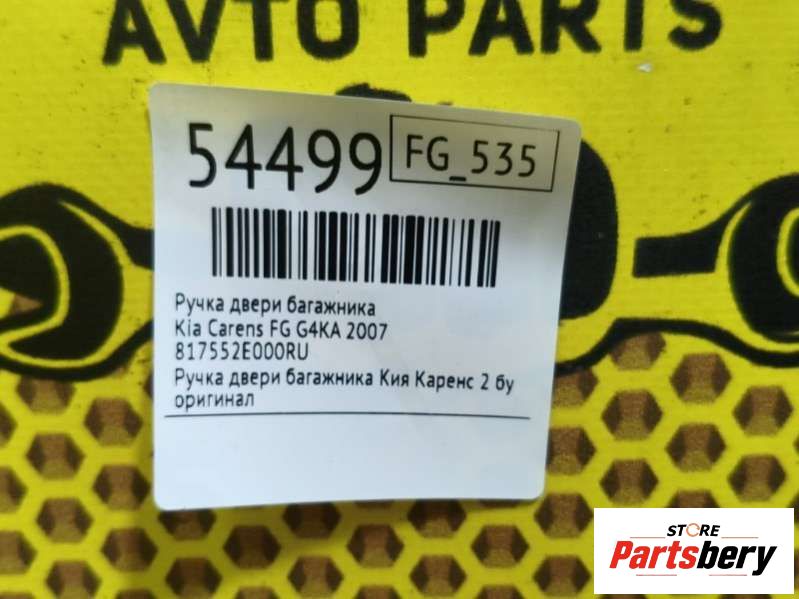 AVTO PARTS
54499
FG_535
Ручка двери багажника
Kia Carens FG G4KA 2007
817552E000RU
Ручка двери багажника Кия Каренс 2 бу
оригинал
STORE
Partsbery